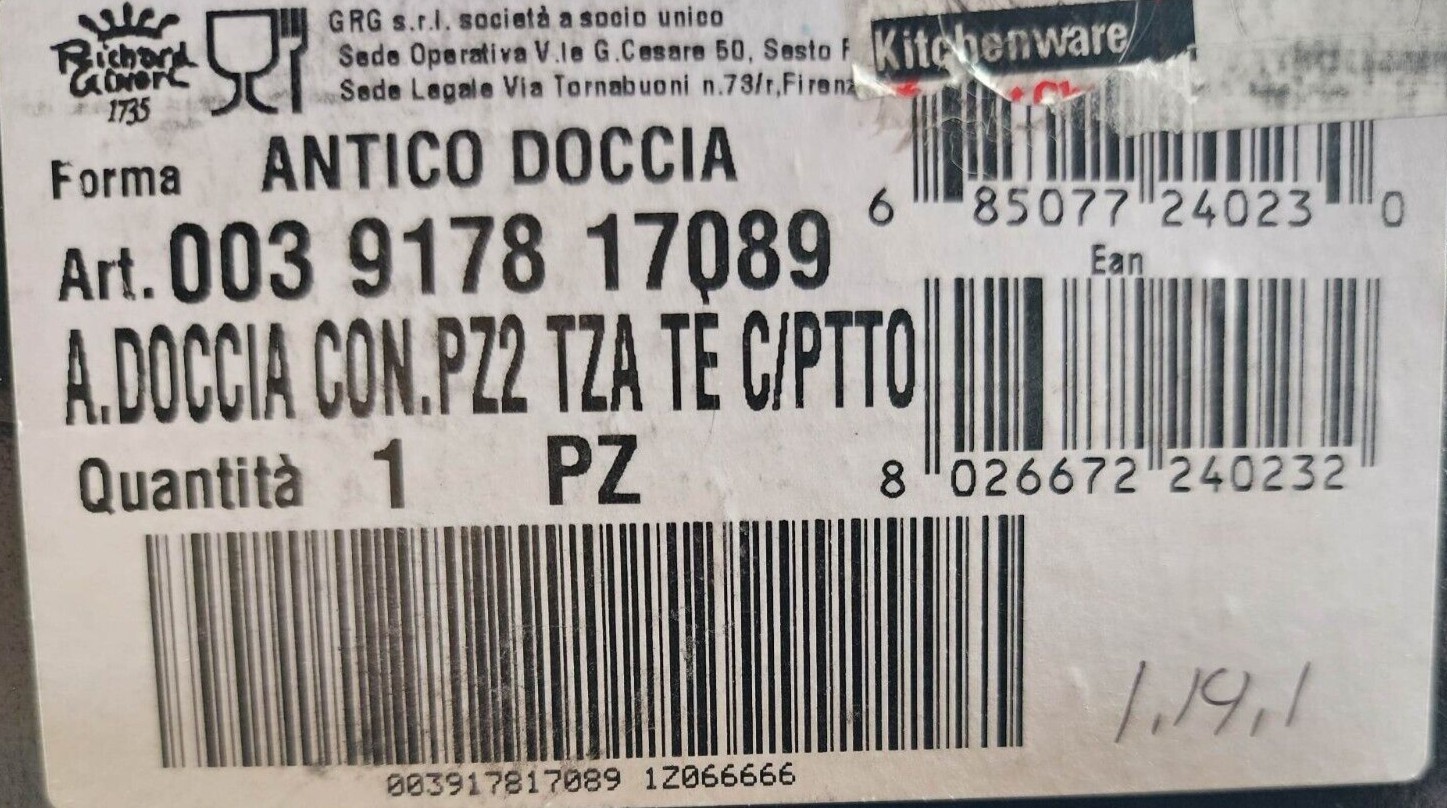 Richard
Ginori
1735
GRG s.r.l. società a socio unico
Sede Operativa V.le G.Cesare 50, Sesto F
Sede Legale Via Tornabuoni n.73/r,Firenz
Kitchenware
Forma ANTICO DOCCIA
6 85077 24023 0
Art. 003 9178 17089
Ean
A.DOCCIA CON.PZ2 TZA TE C/PTTO
Quantità 1 PZ
8 026672 240232
1,19,1
003917817089 1Z066666